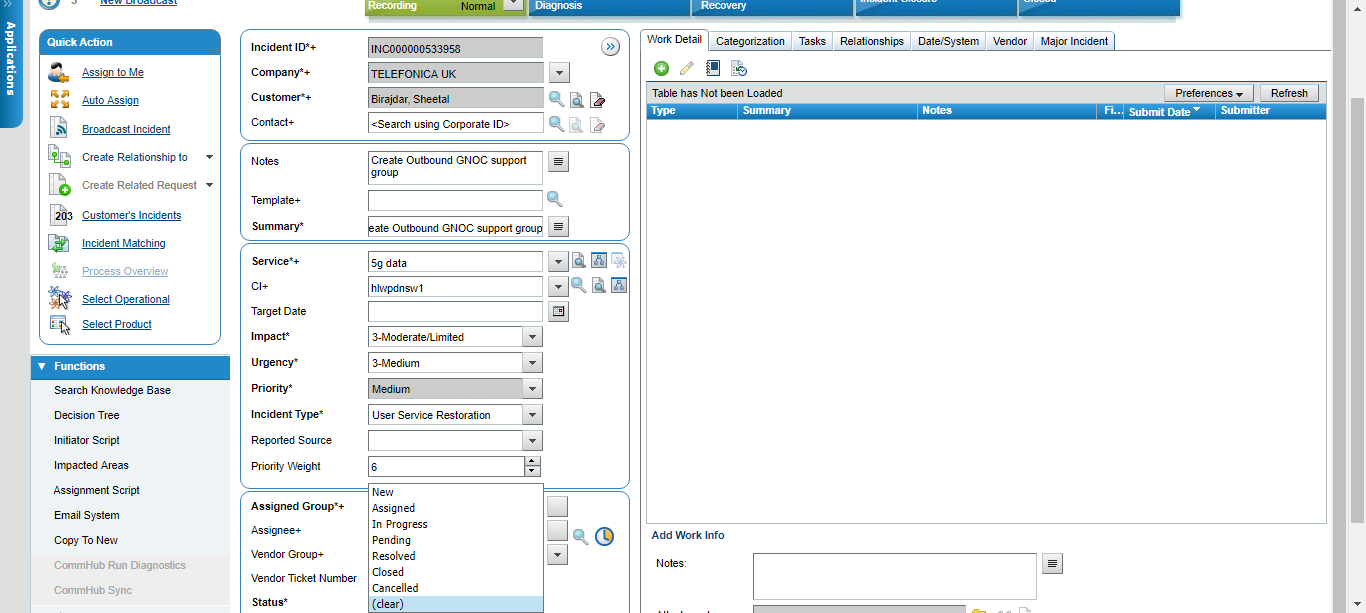 New Broadcast
Recording
Normal
Diagnosis
Recovery
Incident Closure
Closed
Applications
Quick Action
Assign to Me
Auto Assign
Broadcast Incident
Create Relationship to
Create Related Request
203
Customer's Incidents
Incident Matching
Process Overview
Select Operational
Select Product
Functions
Search Knowledge Base
Decision Tree
Initiator Script
Impacted Areas
Assignment Script
Email System
Copy To New
CommHub Run Diagnostics
CommHub Sync
Incident ID*+ INC000000533958
Company*+ TELEFONICA UK
Customer*+ Birajdar, Sheetal
Contact+ <Search using Corporate ID>
Notes
Create Outbound GNOC support
group
Template+
Summary* eate Outbound GNOC support group
Service*+ 5g data
CI+ hlwpdnsw1
Target Date
Impact* 3-Moderate/Limited
Urgency* 3-Medium
Priority* Medium
Incident Type* User Service Restoration
Reported Source
Priority Weight 6
Assigned Group*+
Assignee+
Vendor Group+
Vendor Ticket Number
Status*
New
Assigned
In Progress
Pending
Resolved
Closed
Cancelled
(clear)
Work Detail Categorization Tasks Relationships Date/System Vendor Major Incident
Table has Not been Loaded
Preferences Refresh
Type Summary Notes Fi... Submit Date Submitter
Add Work Info
Notes: